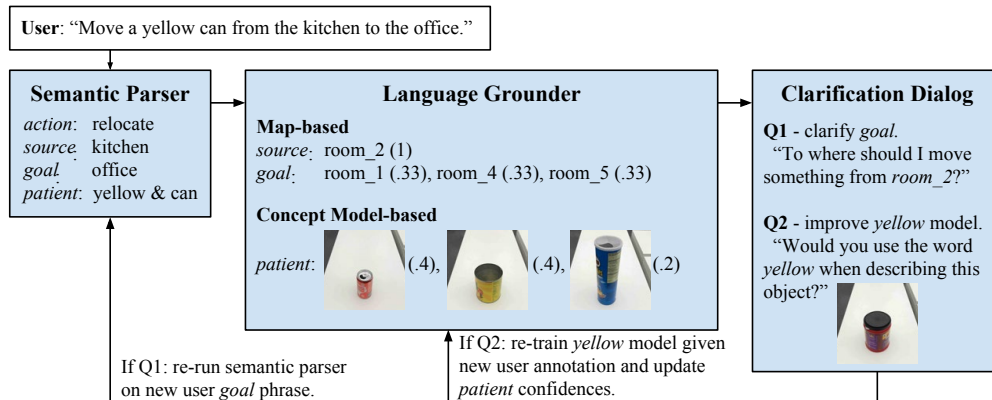 User: “Move a yellow can from the kitchen to the office.”
Semantic Parser
action: relocate
source: kitchen
goal: office
patient: yellow & can
Language Grounder
Map-based
source: room_2 (1)
goal: room_1 (.33), room_4 (.33), room_5 (.33)
Concept Model-based
patient: (.4), (.4), (.2)
Clarification Dialog
Q1 - clarify goal.
“To where should I move
something from room_2?”
Q2 - improve yellow model.
“Would you use the word
yellow when describing this
object?”
If Q1: re-run semantic parser
on new user goal phrase.
If Q2: re-train yellow model given
new user annotation and update
patient confidences.